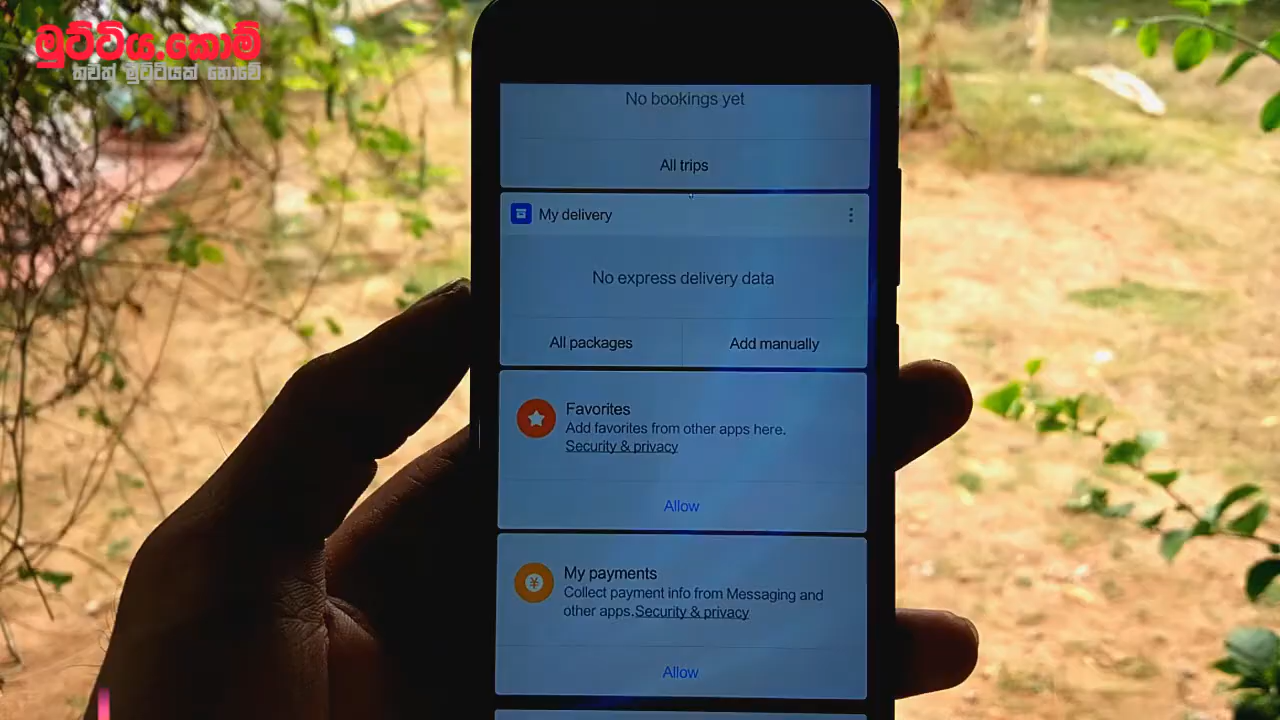 මුට්ටිය.කොම්
තවත් මුට්ටියක් නොවේ
No bookings yet
All trips
My delivery
No express delivery data
All packages
Add manually
Favorites
Add favorites from other apps here.
Security & privacy
Allow
My payments
Collect payment info from Messaging and
other apps.Security & privacy
Allow